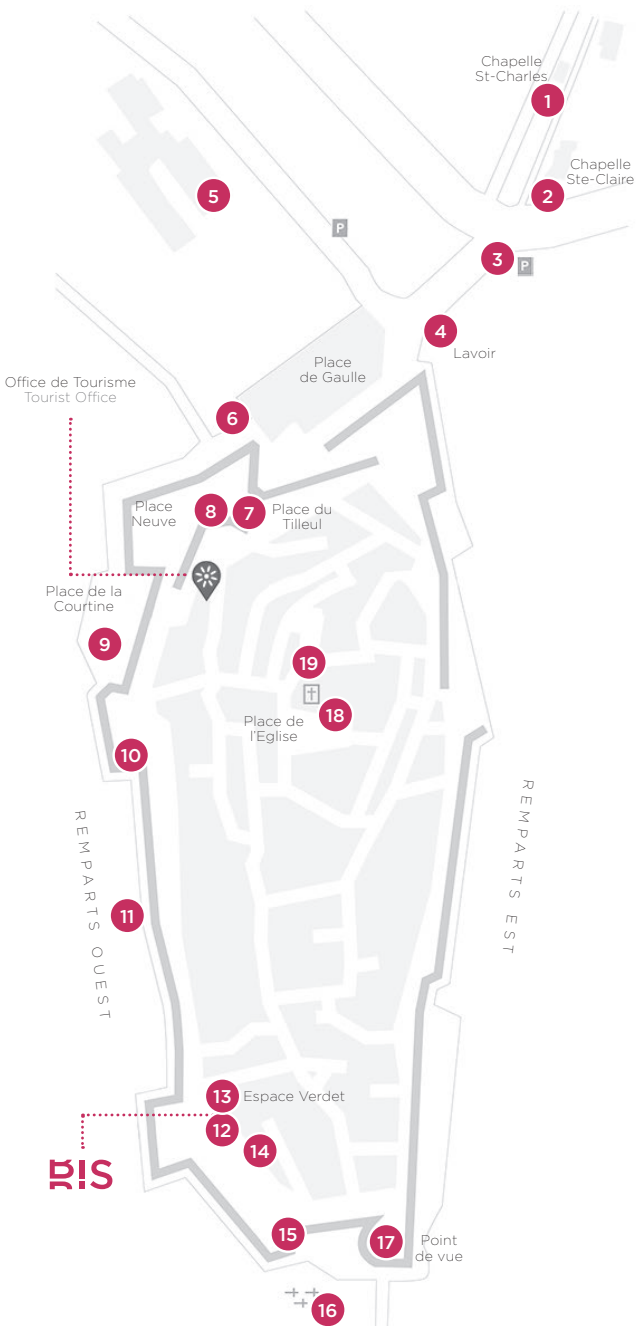 Chapelle
St-Charles
1
Chapelle
Ste-Claire
2
5
P
3
P
4
Lavoir
Place
de Gaulle
Office de Tourisme
Tourist Office
6
Place
Neuve
8
7
Place du
Tilleul
Place de la
Courtine
9
19
18
Place de
l'Eglise
10
REMPARTS OUEST
REMPARTS EST
11
13
Espace Verdet
12
BIS
14
15
17
Point
de vue
16